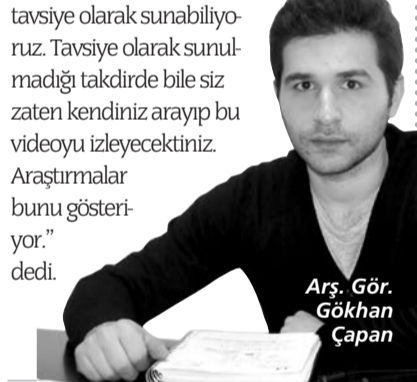 tavsiye olarak sunabiliyo-
ruz. Tavsiye olarak sunul-
madığı takdirde bile siz
zaten kendiniz arayıp bu
videoyu izleyecektiniz.
Araştırmalar
bunu gösteri-
yor.”
dedi.
Arş. Gör.
Gökhan
Çapan